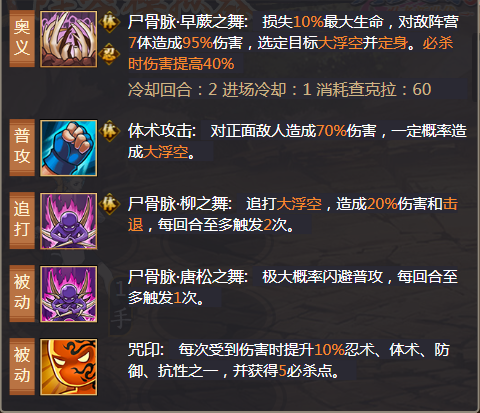 奥义
体
尸骨脉·早蕨之舞: 损失10%最大生命，对敌阵营
7体造成95%伤害，选定目标大浮空并定身。必杀
时伤害提高40%
冷却回合：2 进场冷却：1 消耗查克拉：60
普攻
体
体术攻击: 对正面敌人造成70%伤害，一定概率造
成大浮空。
追打
体
尸骨脉·柳之舞: 追打大浮空，造成20%伤害和击
退，每回合至多触发2次。
被动
尸骨脉·唐松之舞: 极大概率闪避普攻，每回合至
多触发1次。
被动
咒印: 每次受到伤害时提升10%忍术、体术、防
御、抗性之一，并获得5必杀点。